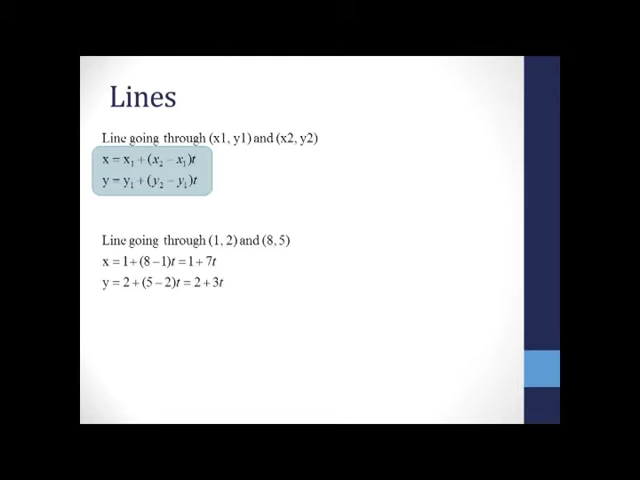 Lines
Line going through (x1, y1) and (x2, y2)
x = x₁ + (x₂ − x₁)t
y = y₁ + (y₂ − y₁)t
Line going through (1, 2) and (8, 5)
x = 1 + (8 − 1)t = 1 + 7t
y = 2 + (5 − 2)t = 2 + 3t